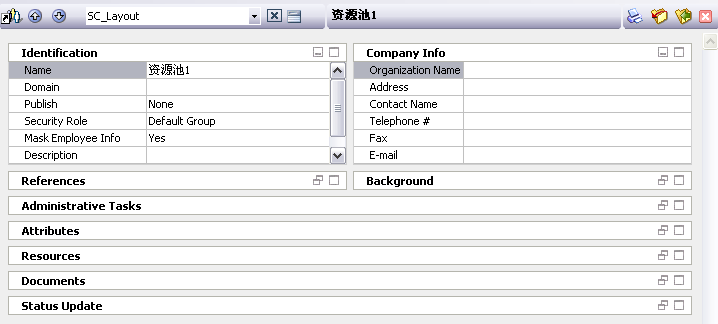 SC_Layout 资源池1
Identification
Name 资源池1
Domain
Publish None
Security Role Default Group
Mask Employee Info Yes
Description
Company Info
Organization Name
Address
Contact Name
Telephone #
Fax
E-mail
References
Background
Administrative Tasks
Attributes
Resources
Documents
Status Update